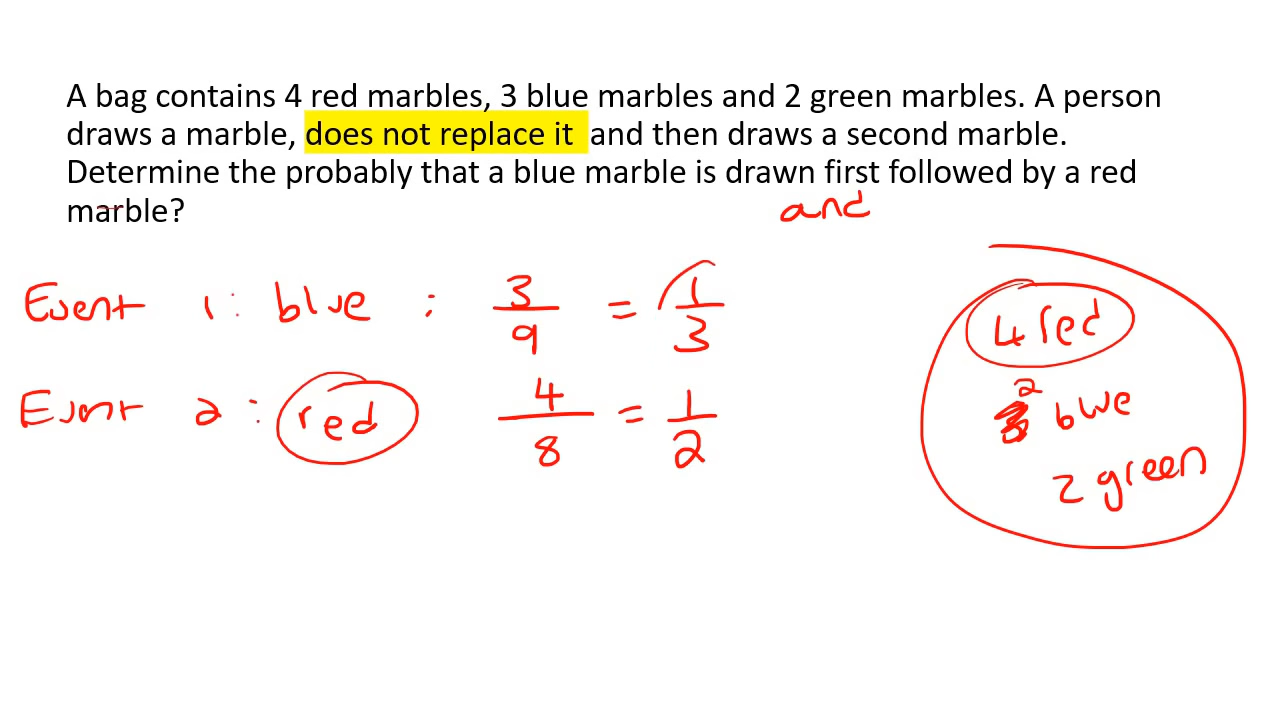 A bag contains 4 red marbles, 3 blue marbles and 2 green marbles. A person
draws a marble, does not replace it and then draws a second marble.
Determine the probably that a blue marble is drawn first followed by a red
marble?
and
Event 1: blue : 3/9 = 1/3
Event 2: red 4/8 = 1/2
4 red
2 blue
2 green